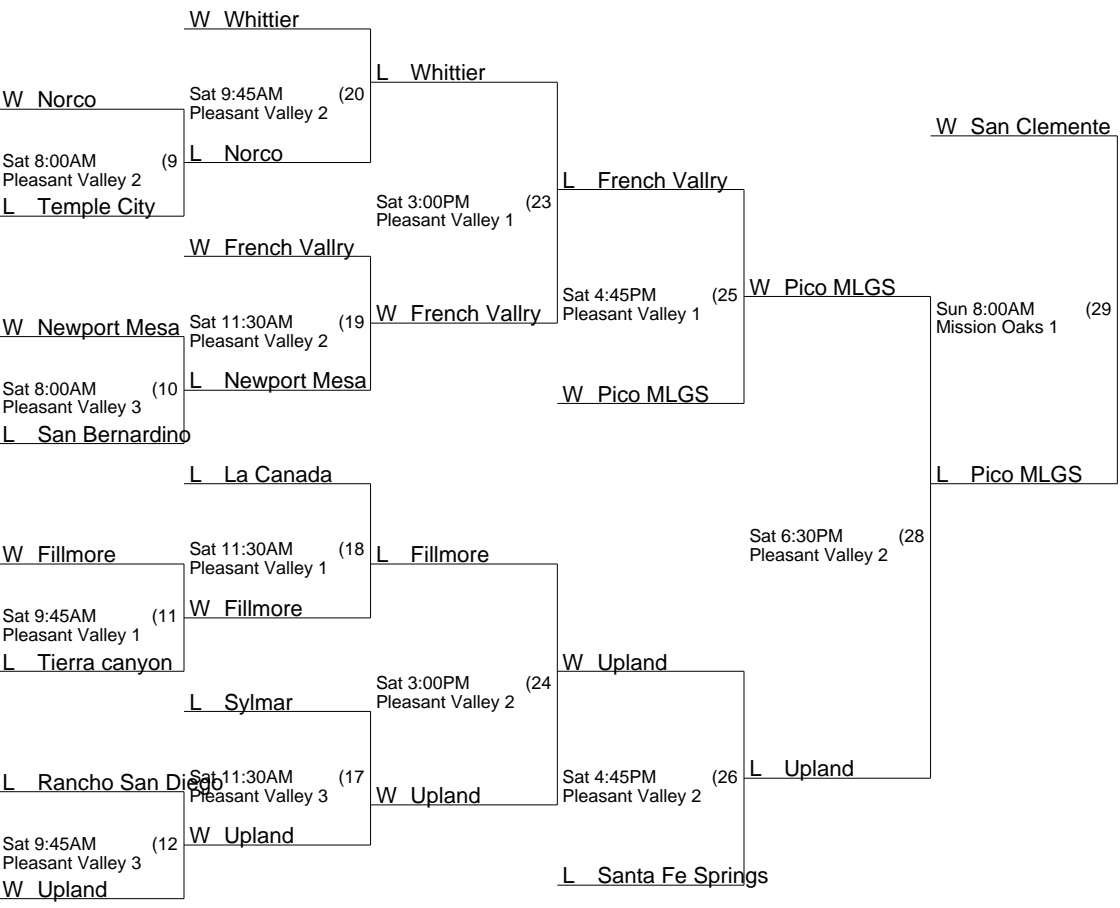 W Whittier
L Whittier
Sat 9:45AM (20
Pleasant Valley 2
W Norco
W San Clemente
L Norco
Sat 8:00AM (9
Pleasant Valley 2
L French Vallry
Sat 3:00PM (23
Pleasant Valley 1
L Temple City
W French Vallry
W Pico MLGS
Sat 4:45PM (25
Pleasant Valley 1
Sun 8:00AM (29
Mission Oaks 1
W French Vallry
W Newport Mesa
Sat 11:30AM (19
Pleasant Valley 2
L Newport Mesa
Sat 8:00AM (10
Pleasant Valley 3
W Pico MLGS
L San Bernardino
L La Canada
L Pico MLGS
Sat 6:30PM (28
Pleasant Valley 2
W Fillmore
Sat 11:30AM (18
Pleasant Valley 1
L Fillmore
W Fillmore
Sat 9:45AM (11
Pleasant Valley 1
L Tierra canyon
W Upland
Sat 3:00PM (24
Pleasant Valley 2
L Sylmar
L Upland
L Rancho San Diego
Sat 11:30AM (17
Pleasant Valley 3
Sat 4:45PM (26
Pleasant Valley 2
W Upland
W Upland
Sat 9:45AM (12
Pleasant Valley 3
L Santa Fe Springs
W Upland